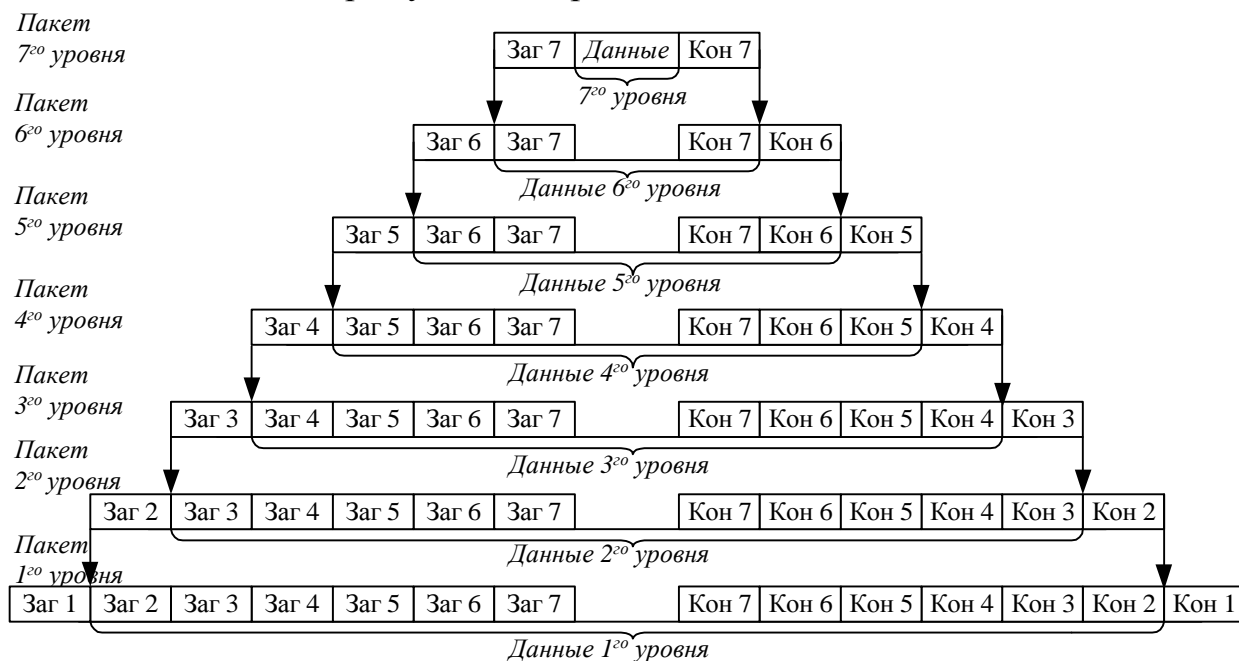 Пакет
7го уровня
Заг 7 Данные Кон 7
7го уровня
Пакет
6го уровня
Заг 6 Заг 7 Кон 7 Кон 6
Данные 6го уровня
Пакет
5го уровня
Заг 5 Заг 6 Заг 7 Кон 7 Кон 6 Кон 5
Данные 5го уровня
Пакет
4го уровня
Заг 4 Заг 5 Заг 6 Заг 7 Кон 7 Кон 6 Кон 5 Кон 4
Данные 4го уровня
Пакет
3го уровня
Заг 3 Заг 4 Заг 5 Заг 6 Заг 7 Кон 7 Кон 6 Кон 5 Кон 4 Кон 3
Данные 3го уровня
Пакет
2го уровня
Заг 2 Заг 3 Заг 4 Заг 5 Заг 6 Заг 7 Кон 7 Кон 6 Кон 5 Кон 4 Кон 3 Кон 2
Данные 2го уровня
Пакет
1го уровня
Заг 1 Заг 2 Заг 3 Заг 4 Заг 5 Заг 6 Заг 7 Кон 7 Кон 6 Кон 5 Кон 4 Кон 3 Кон 2 Кон 1
Данные 1го уровня